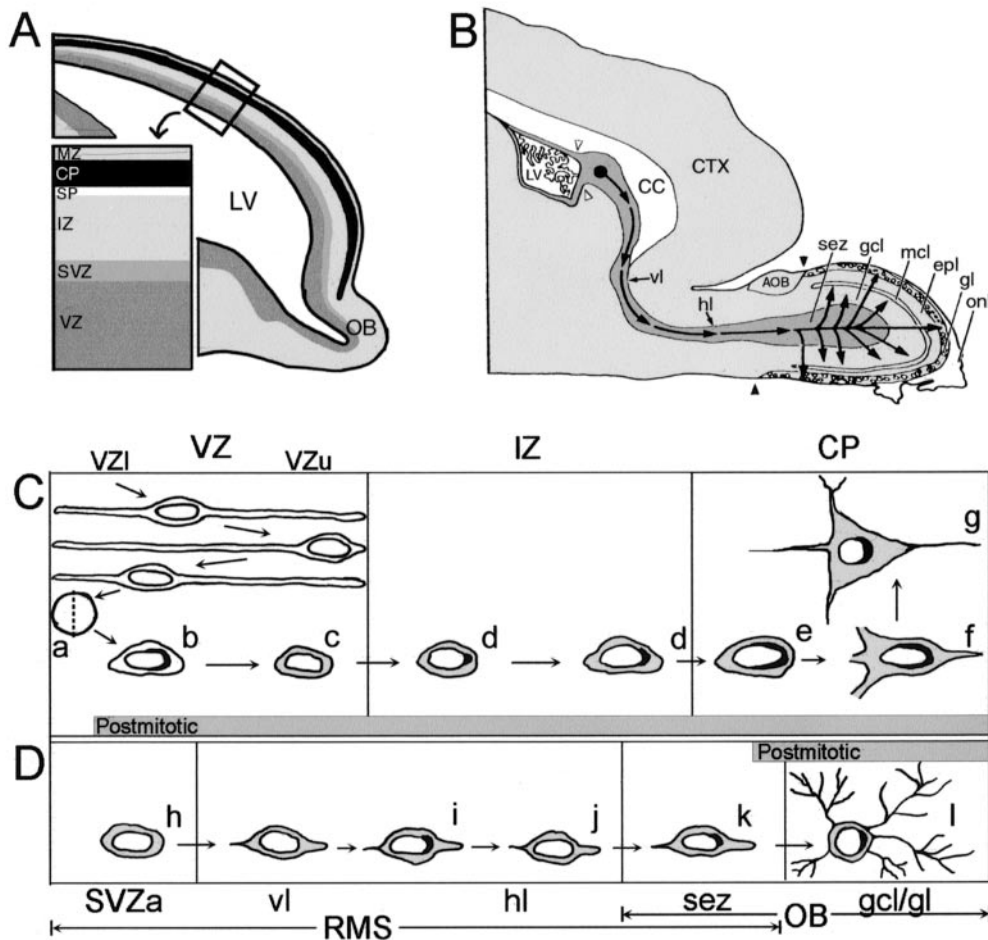 A
MZ
CP
SP
IZ
SVZ
VZ
LV
OB
B
LV
CC
CTX
vl
hl
AOB
sez
gcl
mcl
epl
gl
onl
C
VZ
IZ
CP
VZl
VZu
a
b
c
d
d
e
f
g
Postmitotic
D
Postmitotic
h
i
j
k
l
SVZa
vl
hl
sez
gcl/gl
RMS
OB